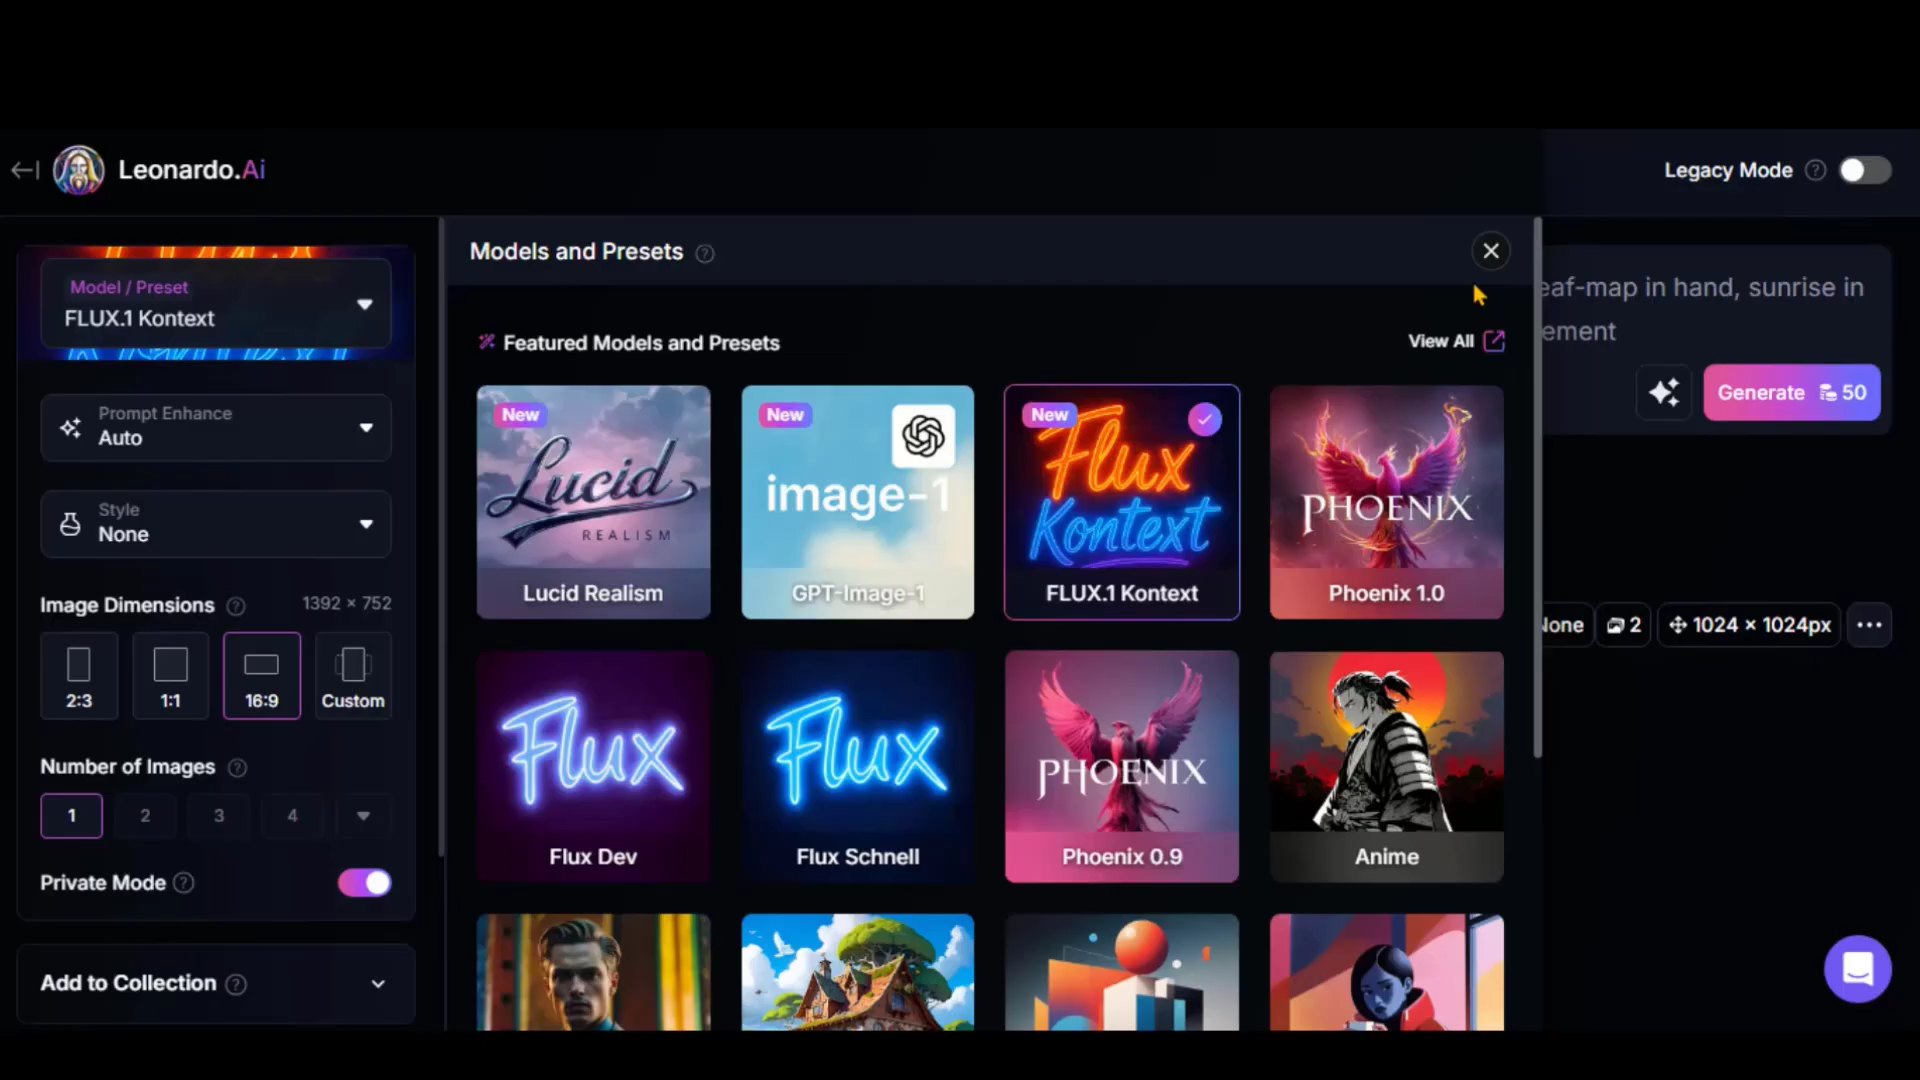 Leonardo.Ai
Legacy Mode
Model / Preset
FLUX.1 Kontext
Prompt Enhance
Auto
Style
None
Image Dimensions
1392 × 752
2:3
1:1
16:9
Custom
Number of Images
1
2
3
4
Private Mode
Add to Collection
Models and Presets
Featured Models and Presets
View All
New
Lucid
REALISM
Lucid Realism
New
image-1
GPT-Image-1
New
Flux
Kontext
FLUX.1 Kontext
PHOENIX
Phoenix 1.0
Flux
Flux Dev
Flux
Flux Schnell
PHOENIX
Phoenix 0.9
Anime
eaf-map in hand, sunrise in
ement
Generate 50
None
2
1024 × 1024px